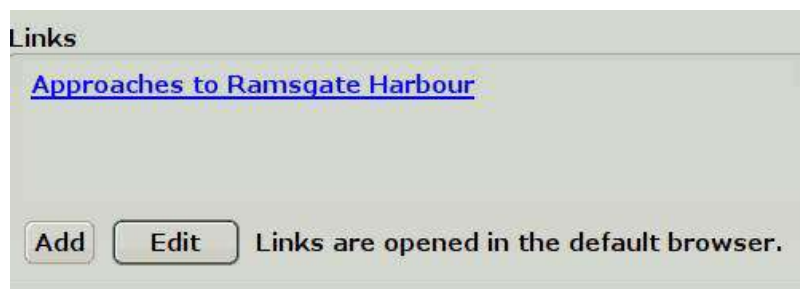 Links
Approaches to Ramsgate Harbour
Add Edit Links are opened in the default browser.